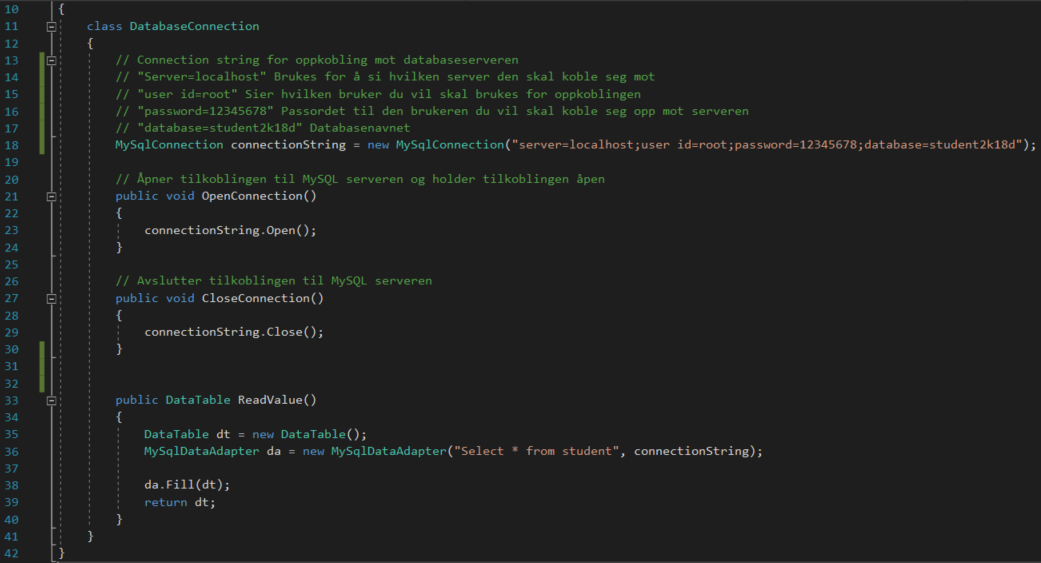 10 {
11 class DatabaseConnection
12 {
13 // Connection string for oppkobling mot databaseserveren
14 // "Server=localhost" Brukes for å si hvilken server den skal koble seg mot
15 // "user id=root" Sier hvilken bruker du vil skal brukes for oppkoblingen
16 // "password=12345678" Passordet til den brukeren du vil skal koble seg opp mot serveren
17 // "database=student2k18d" Databasenavnet
18 MySqlConnection connectionString = new MySqlConnection("server=localhost;user id=root;password=12345678;database=student2k18d");
19
20 // Åpner tilkoblingen til MySQL serveren og holder tilkoblingen åpen
21 public void OpenConnection()
22 {
23 connectionString.Open();
24 }
25
26 // Avslutter tilkoblingen til MySQL serveren
27 public void CloseConnection()
28 {
29 connectionString.Close();
30 }
31
32
33 public DataTable ReadValue()
34 {
35 DataTable dt = new DataTable();
36 MySqlDataAdapter da = new MySqlDataAdapter("Select * from student", connectionString);
37
38 da.Fill(dt);
39 return dt;
40 }
41 }
42 }